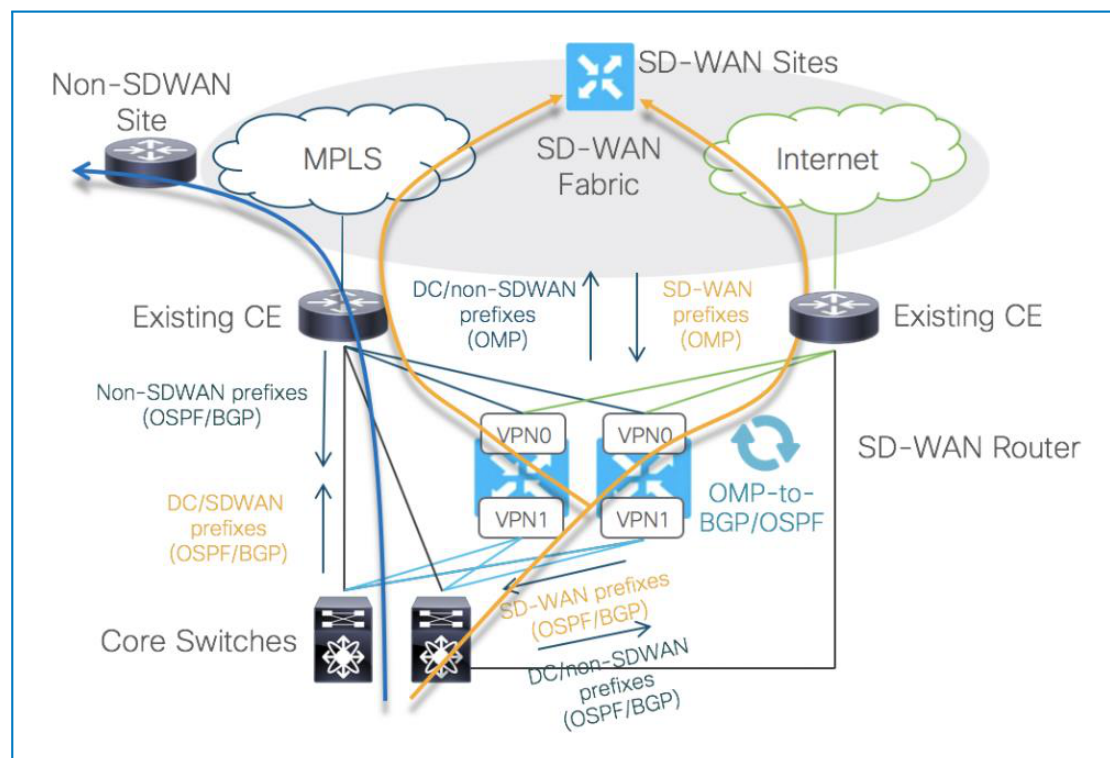 SD-WAN Sites
Non-SDWAN
Site
MPLS
SD-WAN
Fabric
Internet
Existing CE
DC/non-SDWAN
prefixes
(OMP)
SD-WAN
prefixes
(OMP)
Existing CE
Non-SDWAN prefixes
(OSPF/BGP)
VPN0
VPN0
SD-WAN Router
DC/SDWAN
prefixes
(OSPF/BGP)
VPN1
VPN1
OMP-to-
BGP/OSPF
Core Switches
SD-WAN prefixes
(OSPF/BGP)
DC/non-SDWAN
prefixes
(OSPF/BGP)